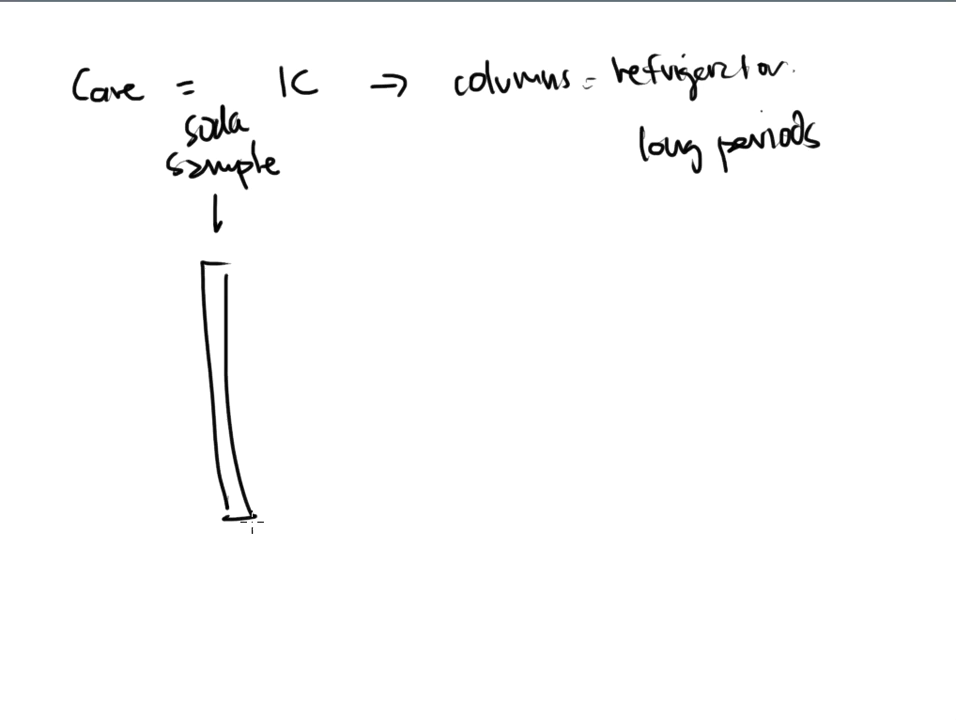 Care = IC → columns = refrigerator.
soda
sample
long periods